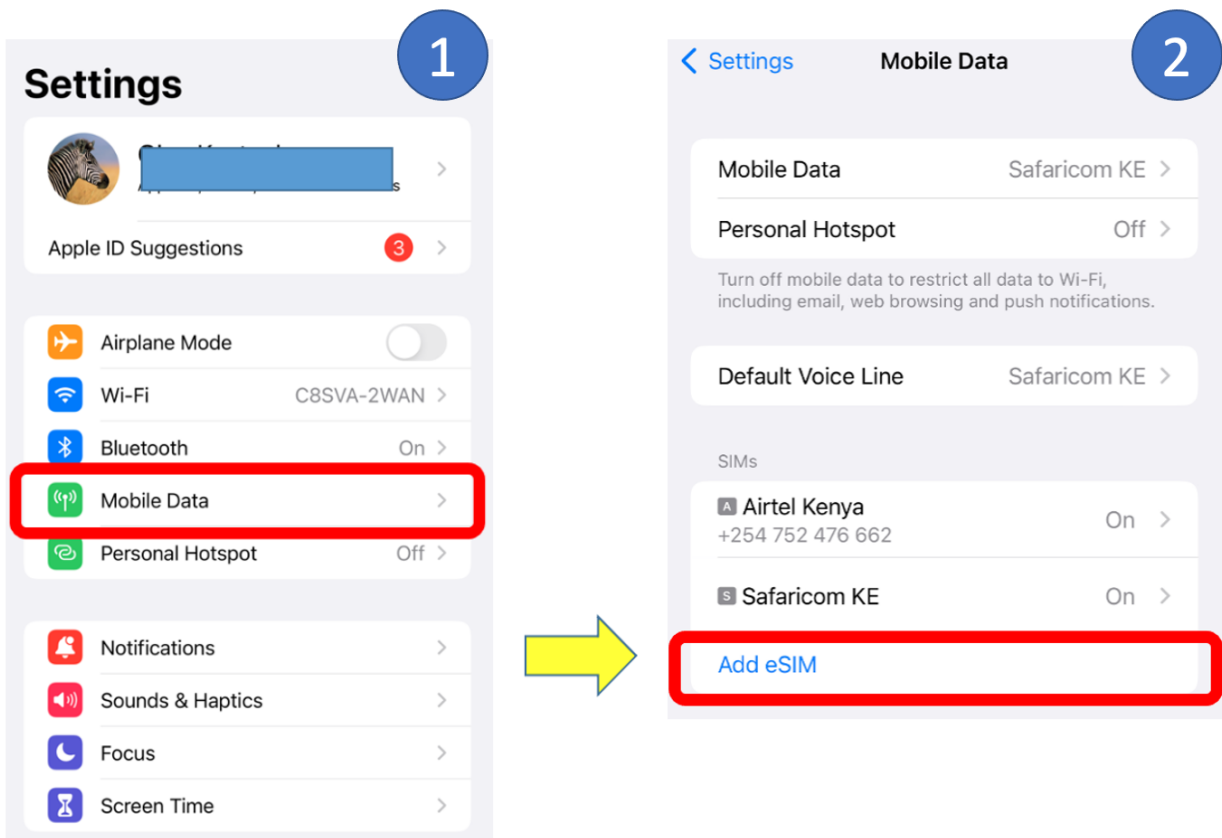 1
Settings
Apple ID Suggestions 3
Airplane Mode
Wi-Fi C8SVA-2WAN
Bluetooth On
Mobile Data
Personal Hotspot Off
Notifications
Sounds & Haptics
Focus
Screen Time
2
Settings Mobile Data
Mobile Data Safaricom KE
Personal Hotspot Off
Turn off mobile data to restrict all data to Wi-Fi,
including email, web browsing and push notifications.
Default Voice Line Safaricom KE
SIMs
A Airtel Kenya On
+254 752 476 662
S Safaricom KE On
Add eSIM